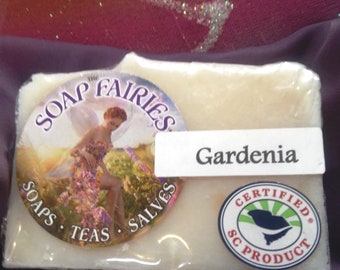 THE
SOAP FAIRIES
SOAPS · TEAS · SALVES
Gardenia
CERTIFIED
SC PRODUCT